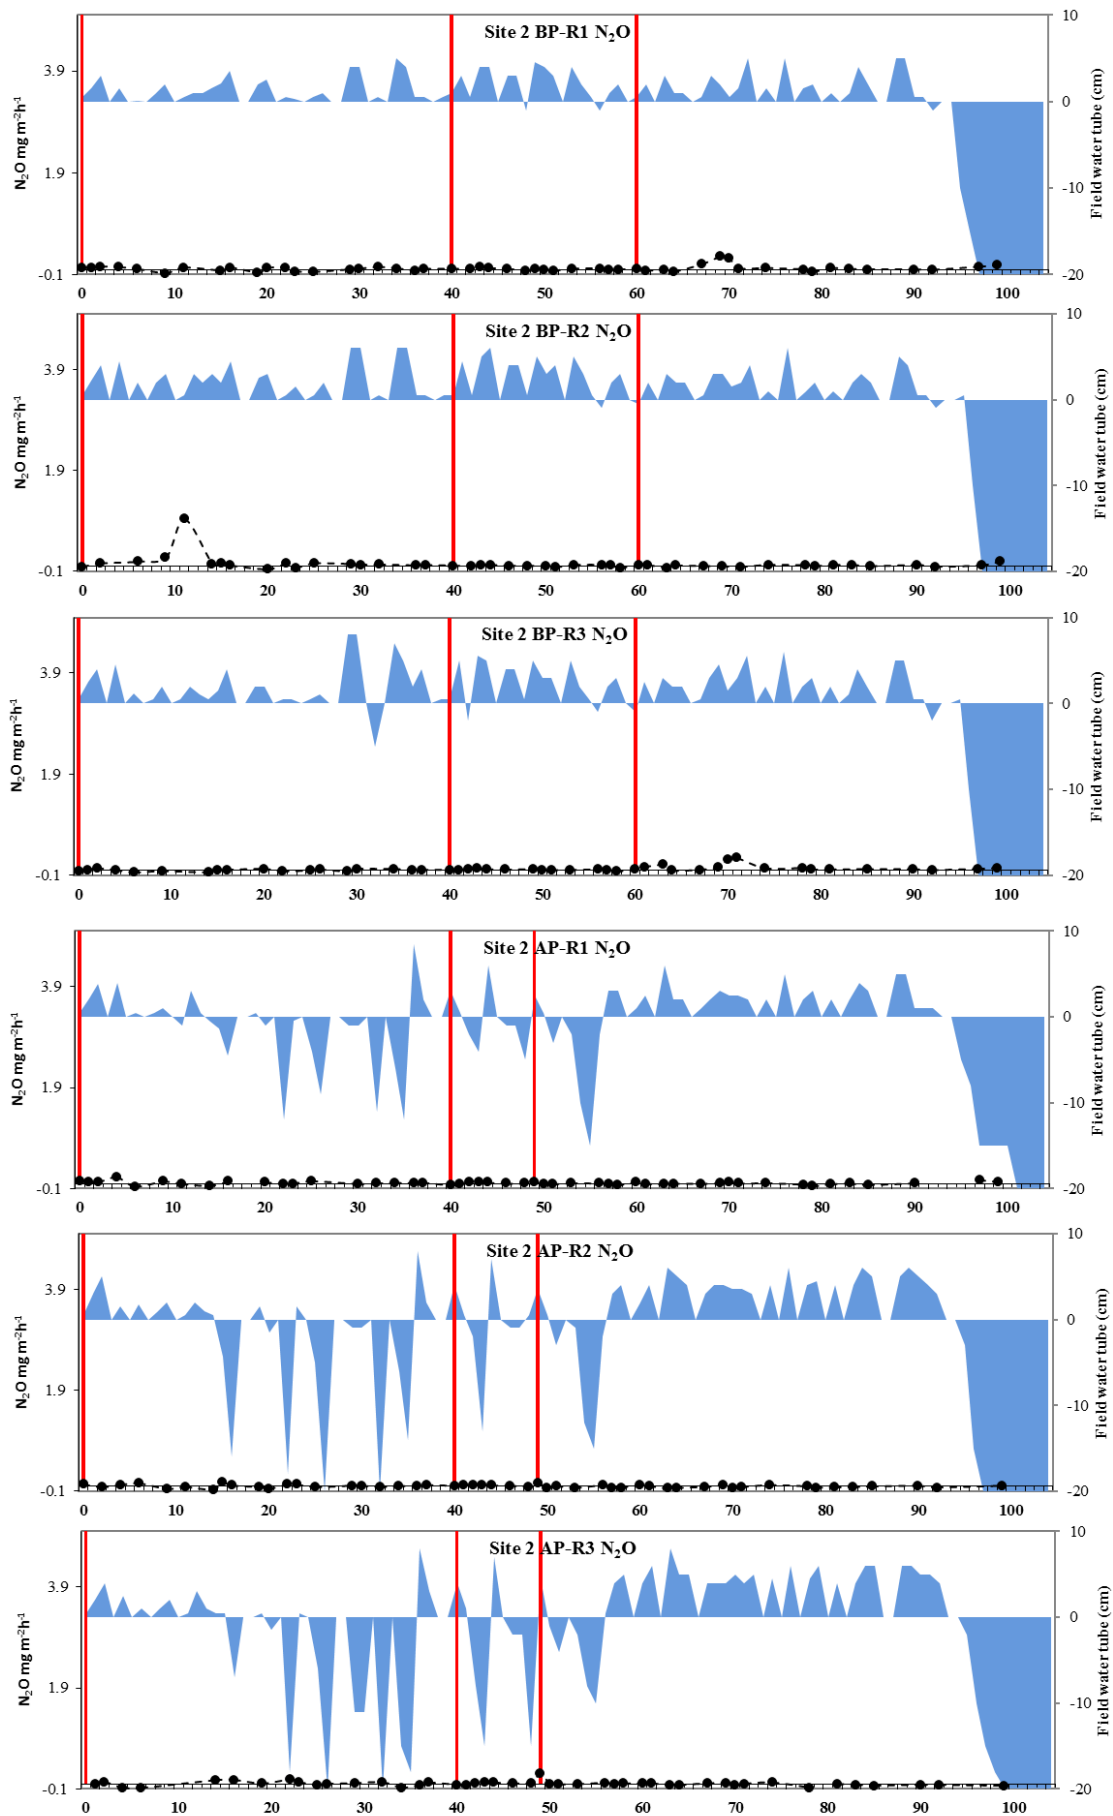 Site 2 BP-R1 N₂O
N₂O mg m⁻²h⁻¹
3.9
1.9
-0.1
10
0
-10
-20
Field water tube (cm)
0 10 20 30 40 50 60 70 80 90 100
Site 2 BP-R2 N₂O
N₂O mg m⁻²h⁻¹
3.9
1.9
-0.1
10
0
-10
-20
Field water tube (cm)
0 10 20 30 40 50 60 70 80 90 100
Site 2 BP-R3 N₂O
N₂O mg m⁻²h⁻¹
3.9
1.9
-0.1
10
0
-10
-20
Field water tube (cm)
0 10 20 30 40 50 60 70 80 90 100
Site 2 AP-R1 N₂O
N₂O mg m⁻²h⁻¹
3.9
1.9
-0.1
10
0
-10
-20
Field water tube (cm)
0 10 20 30 40 50 60 70 80 90 100
Site 2 AP-R2 N₂O
N₂O mg m⁻²h⁻¹
3.9
1.9
-0.1
10
0
-10
-20
Field water tube (cm)
0 10 20 30 40 50 60 70 80 90 100
Site 2 AP-R3 N₂O
N₂O mg m⁻²h⁻¹
3.9
1.9
-0.1
10
0
-10
-20
Field water tube (cm)
0 10 20 30 40 50 60 70 80 90 100